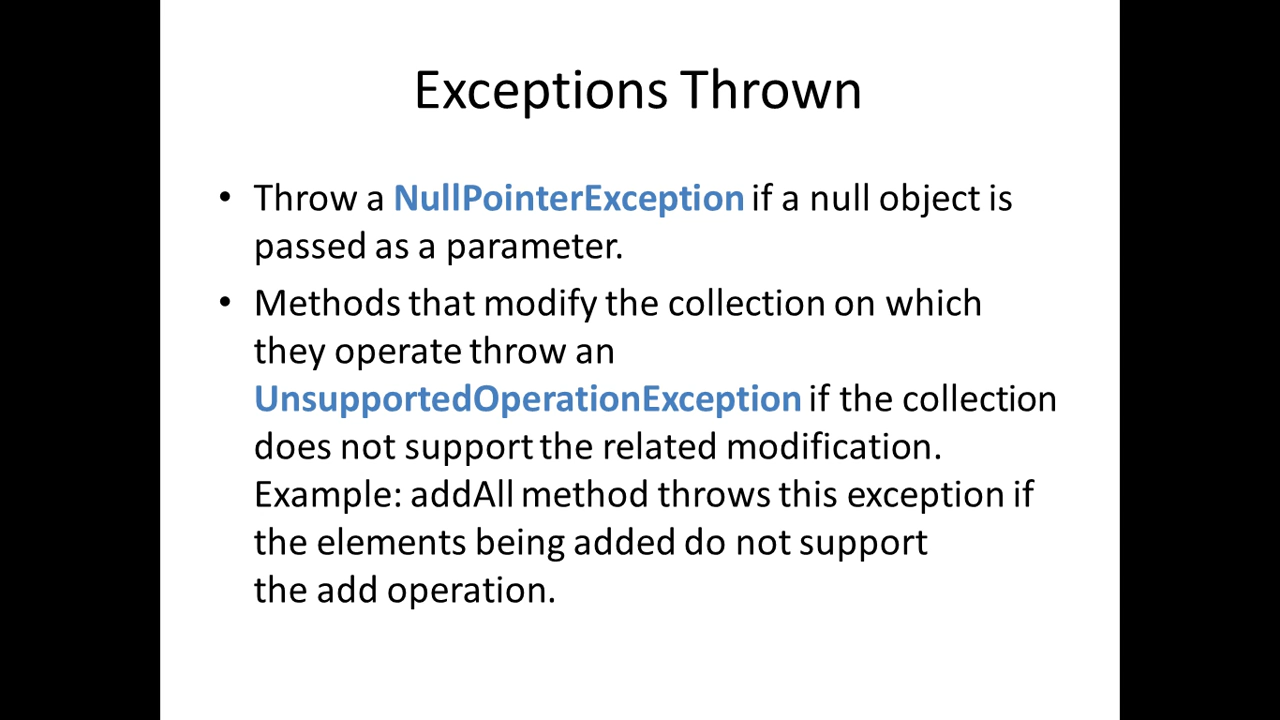 Exceptions Thrown
• Throw a NullPointerException if a null object is
passed as a parameter.
• Methods that modify the collection on which
they operate throw an
UnsupportedOperationException if the collection
does not support the related modification.
Example: addAll method throws this exception if
the elements being added do not support
the add operation.